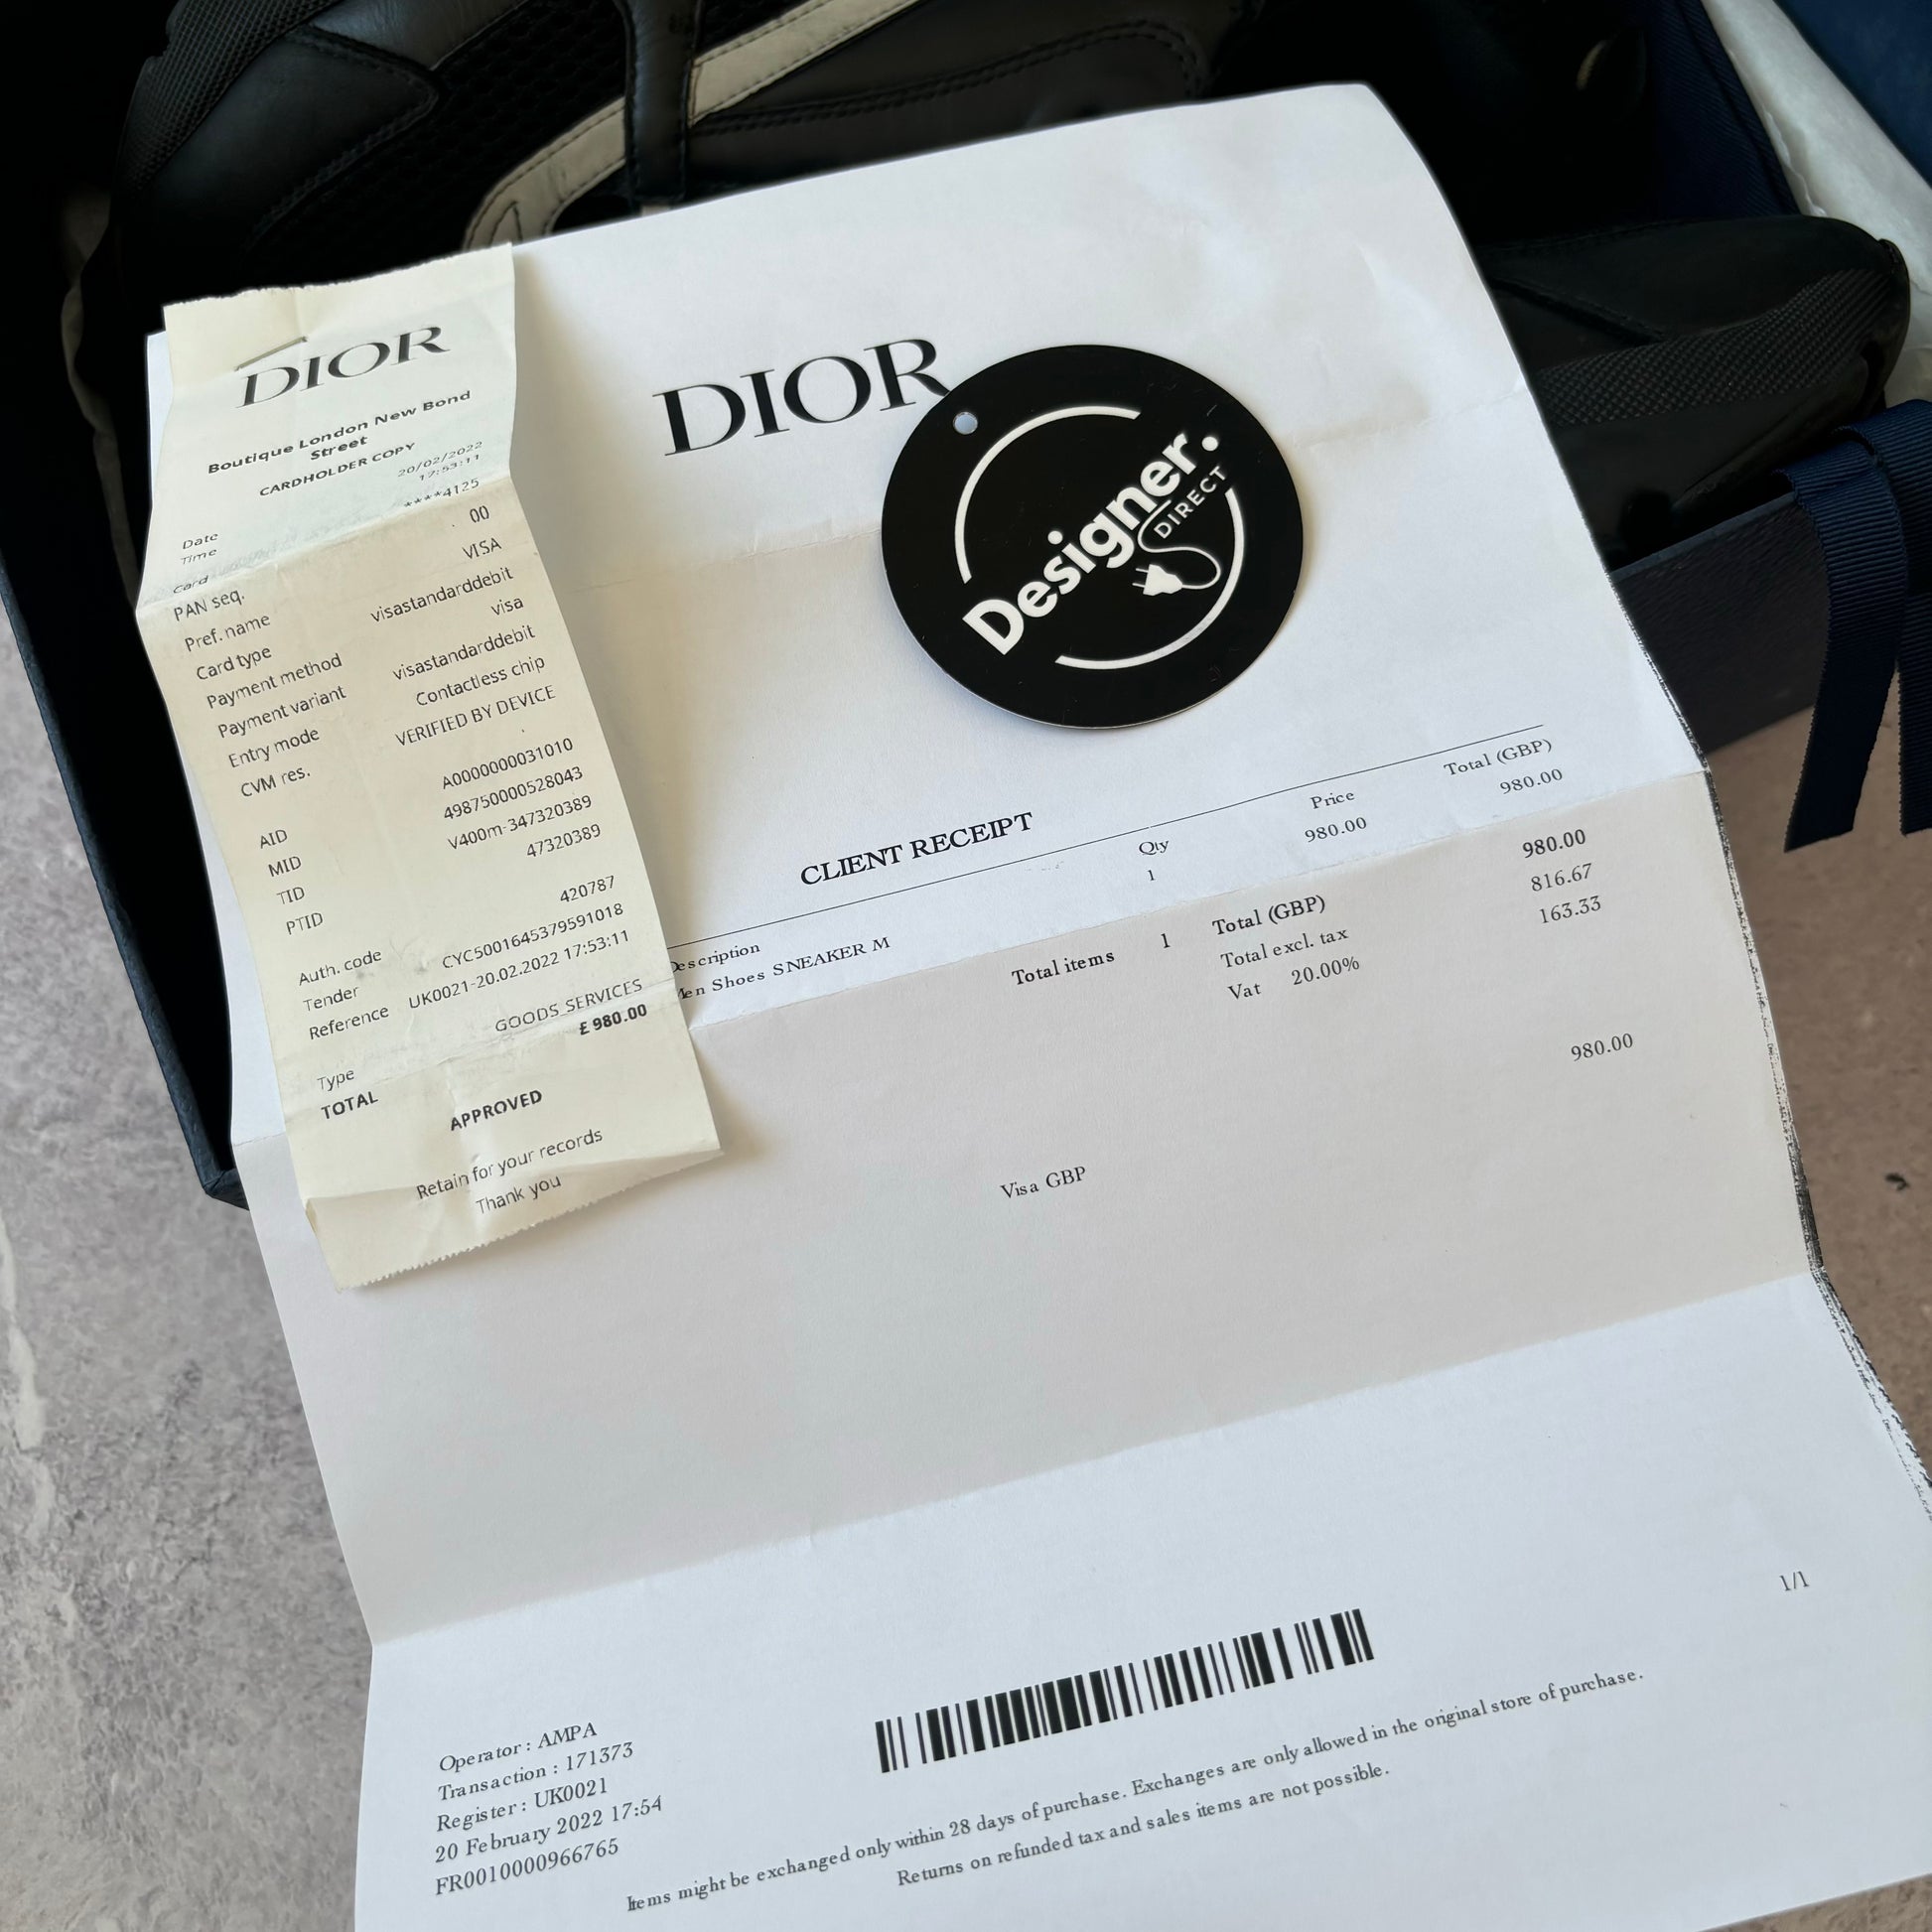 DIOR
Boutique London New Bond
Street
CARDHOLDER COPY
Date 20/02/2022
Time 17:53:11
Card ****4125
PAN seq. 00
Pref. name VISA
Card type visastandarddebit
Payment method visa
Payment variant visastandarddebit
Entry mode Contactless chip
CVM res. VERIFIED BY DEVICE
AID A0000000031010
MID 498750000528043
TID V400m-347320389
PTID 47320389
Auth. code 420787
Tender CYC5001645379591018
Reference UK0021-20.02.2022 17:53:11
Type GOODS_SERVICES
TOTAL £ 980.00
APPROVED
Retain for your records
Thank you
DIOR
Designer.
DIRECT
CLIENT RECEIPT
Description Qty Price Total (GBP)
Men Shoes SNEAKER M 1 980.00 980.00
Total items 1 Total (GBP) 980.00
Total excl. tax 816.67
Vat 20.00% 163.33
Visa GBP 980.00
1/1
Operator : AMPA
Transaction : 171373
Register : UK0021
20 February 2022 17:54
FR0010000966765
Items might be exchanged only within 28 days of purchase. Exchanges are only allowed in the original store of purchase.
Returns on refunded tax and sales items are not possible.